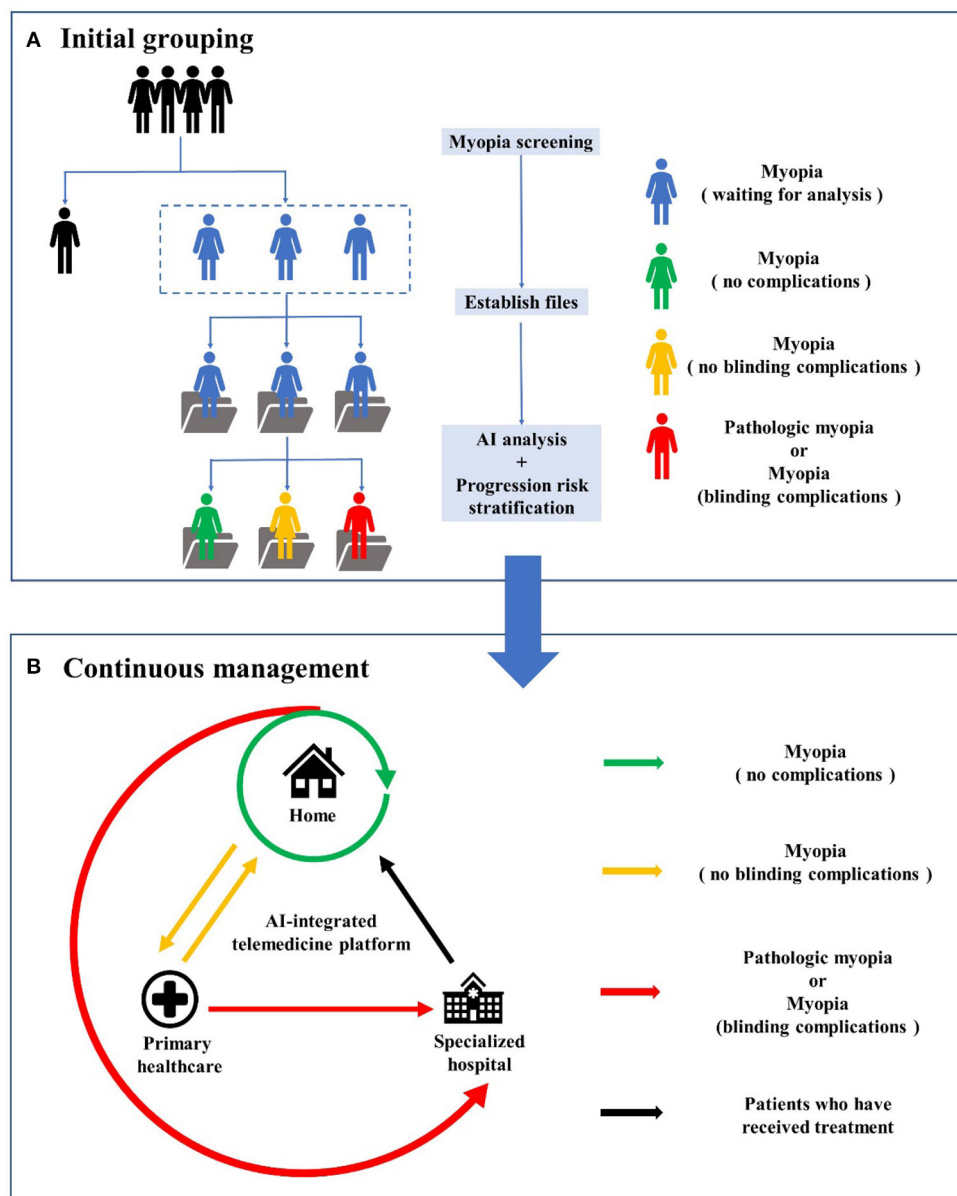 A Initial grouping
Myopia screening
Establish files
AI analysis
+
Progression risk
stratification
Myopia
( waiting for analysis )
Myopia
( no complications )
Myopia
( no blinding complications )
Pathologic myopia
or
Myopia
(blinding complications )
B Continuous management
Home
AI-integrated
telemedicine platform
Primary
healthcare
Specialized
hospital
Myopia
( no complications )
Myopia
( no blinding complications )
Pathologic myopia
or
Myopia
(blinding complications )
Patients who have
received treatment